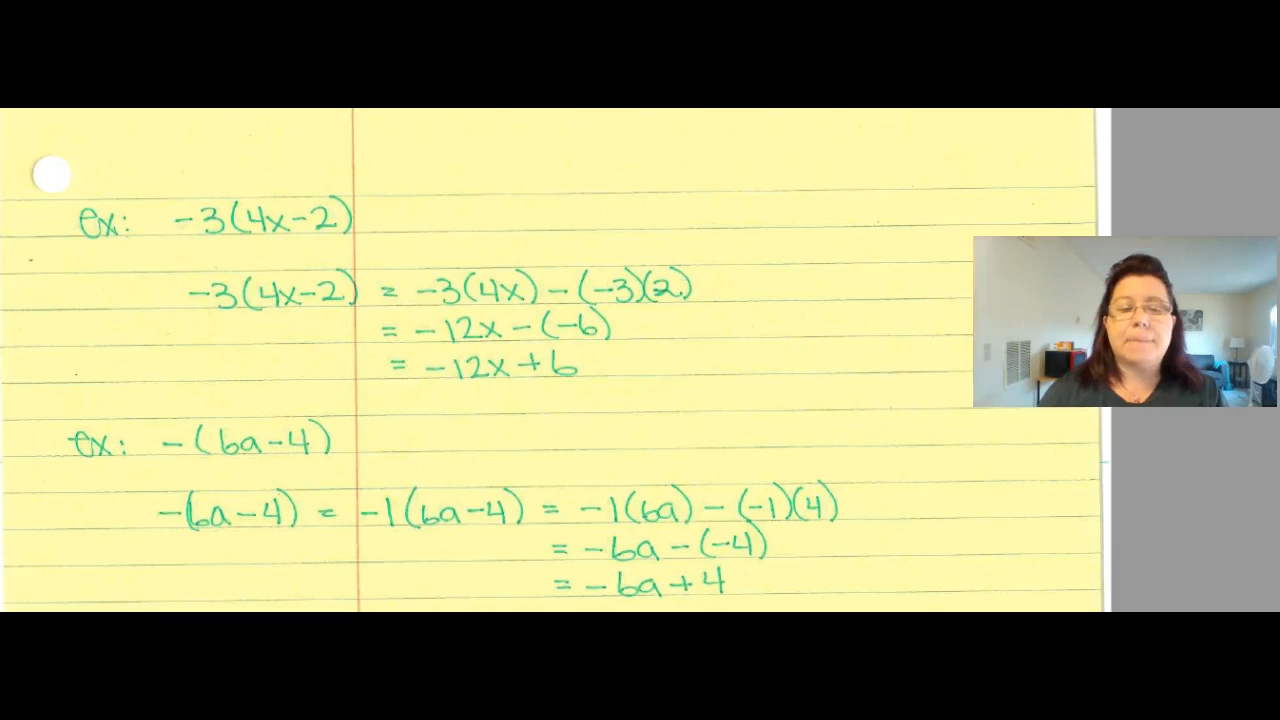 ex: -3(4x-2)
-3(4x-2) = -3(4x) - (-3)(2)
= -12x - (-6)
= -12x + 6
ex: -(6a-4)
-(6a-4) = -1(6a-4) = -1(6a) - (-1)(4)
= -6a - (-4)
= -6a + 4